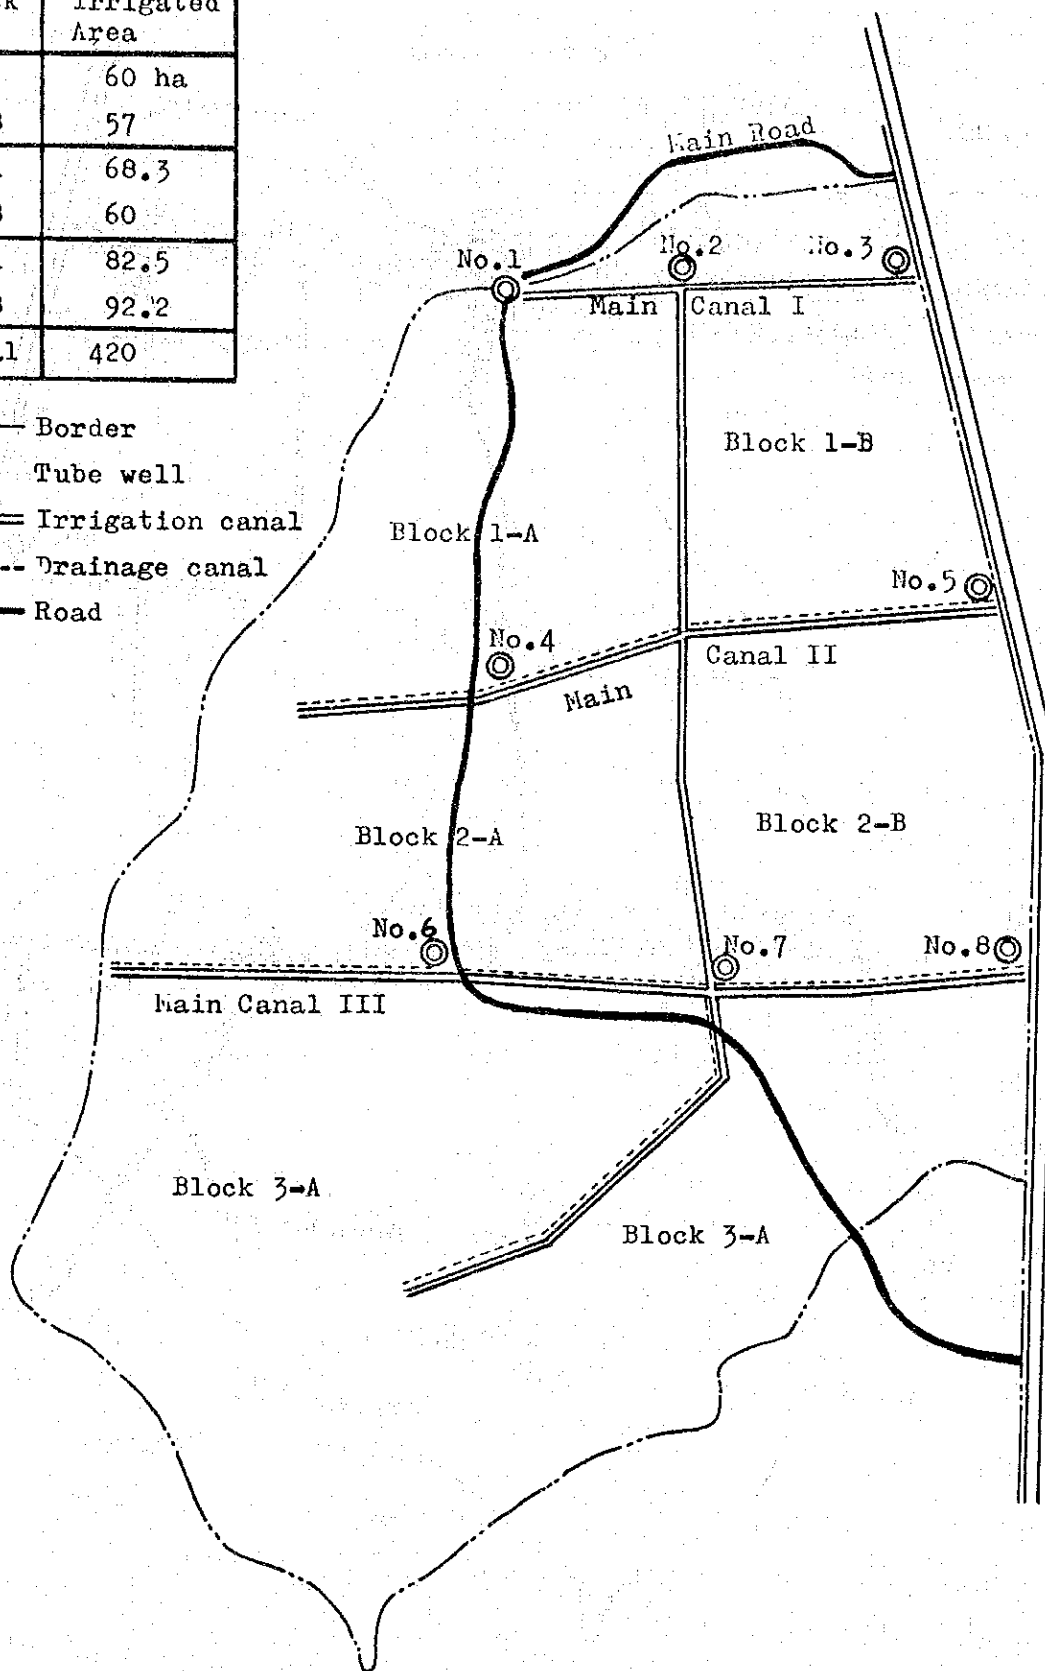 Irrigated
Area
60 ha
57
68.3
60
82.5
92.2
420
Border
Tube well
Irrigation canal
Drainage canal
Road
Main Road
No.1
No.2
No.3
Main Canal I
Block 1-B
Block 1-A
No.5
No.4
Canal II
Main
Block 2-B
Block 2-A
No.6
No.7
No.8
Main Canal III
Block 3-A
Block 3-A